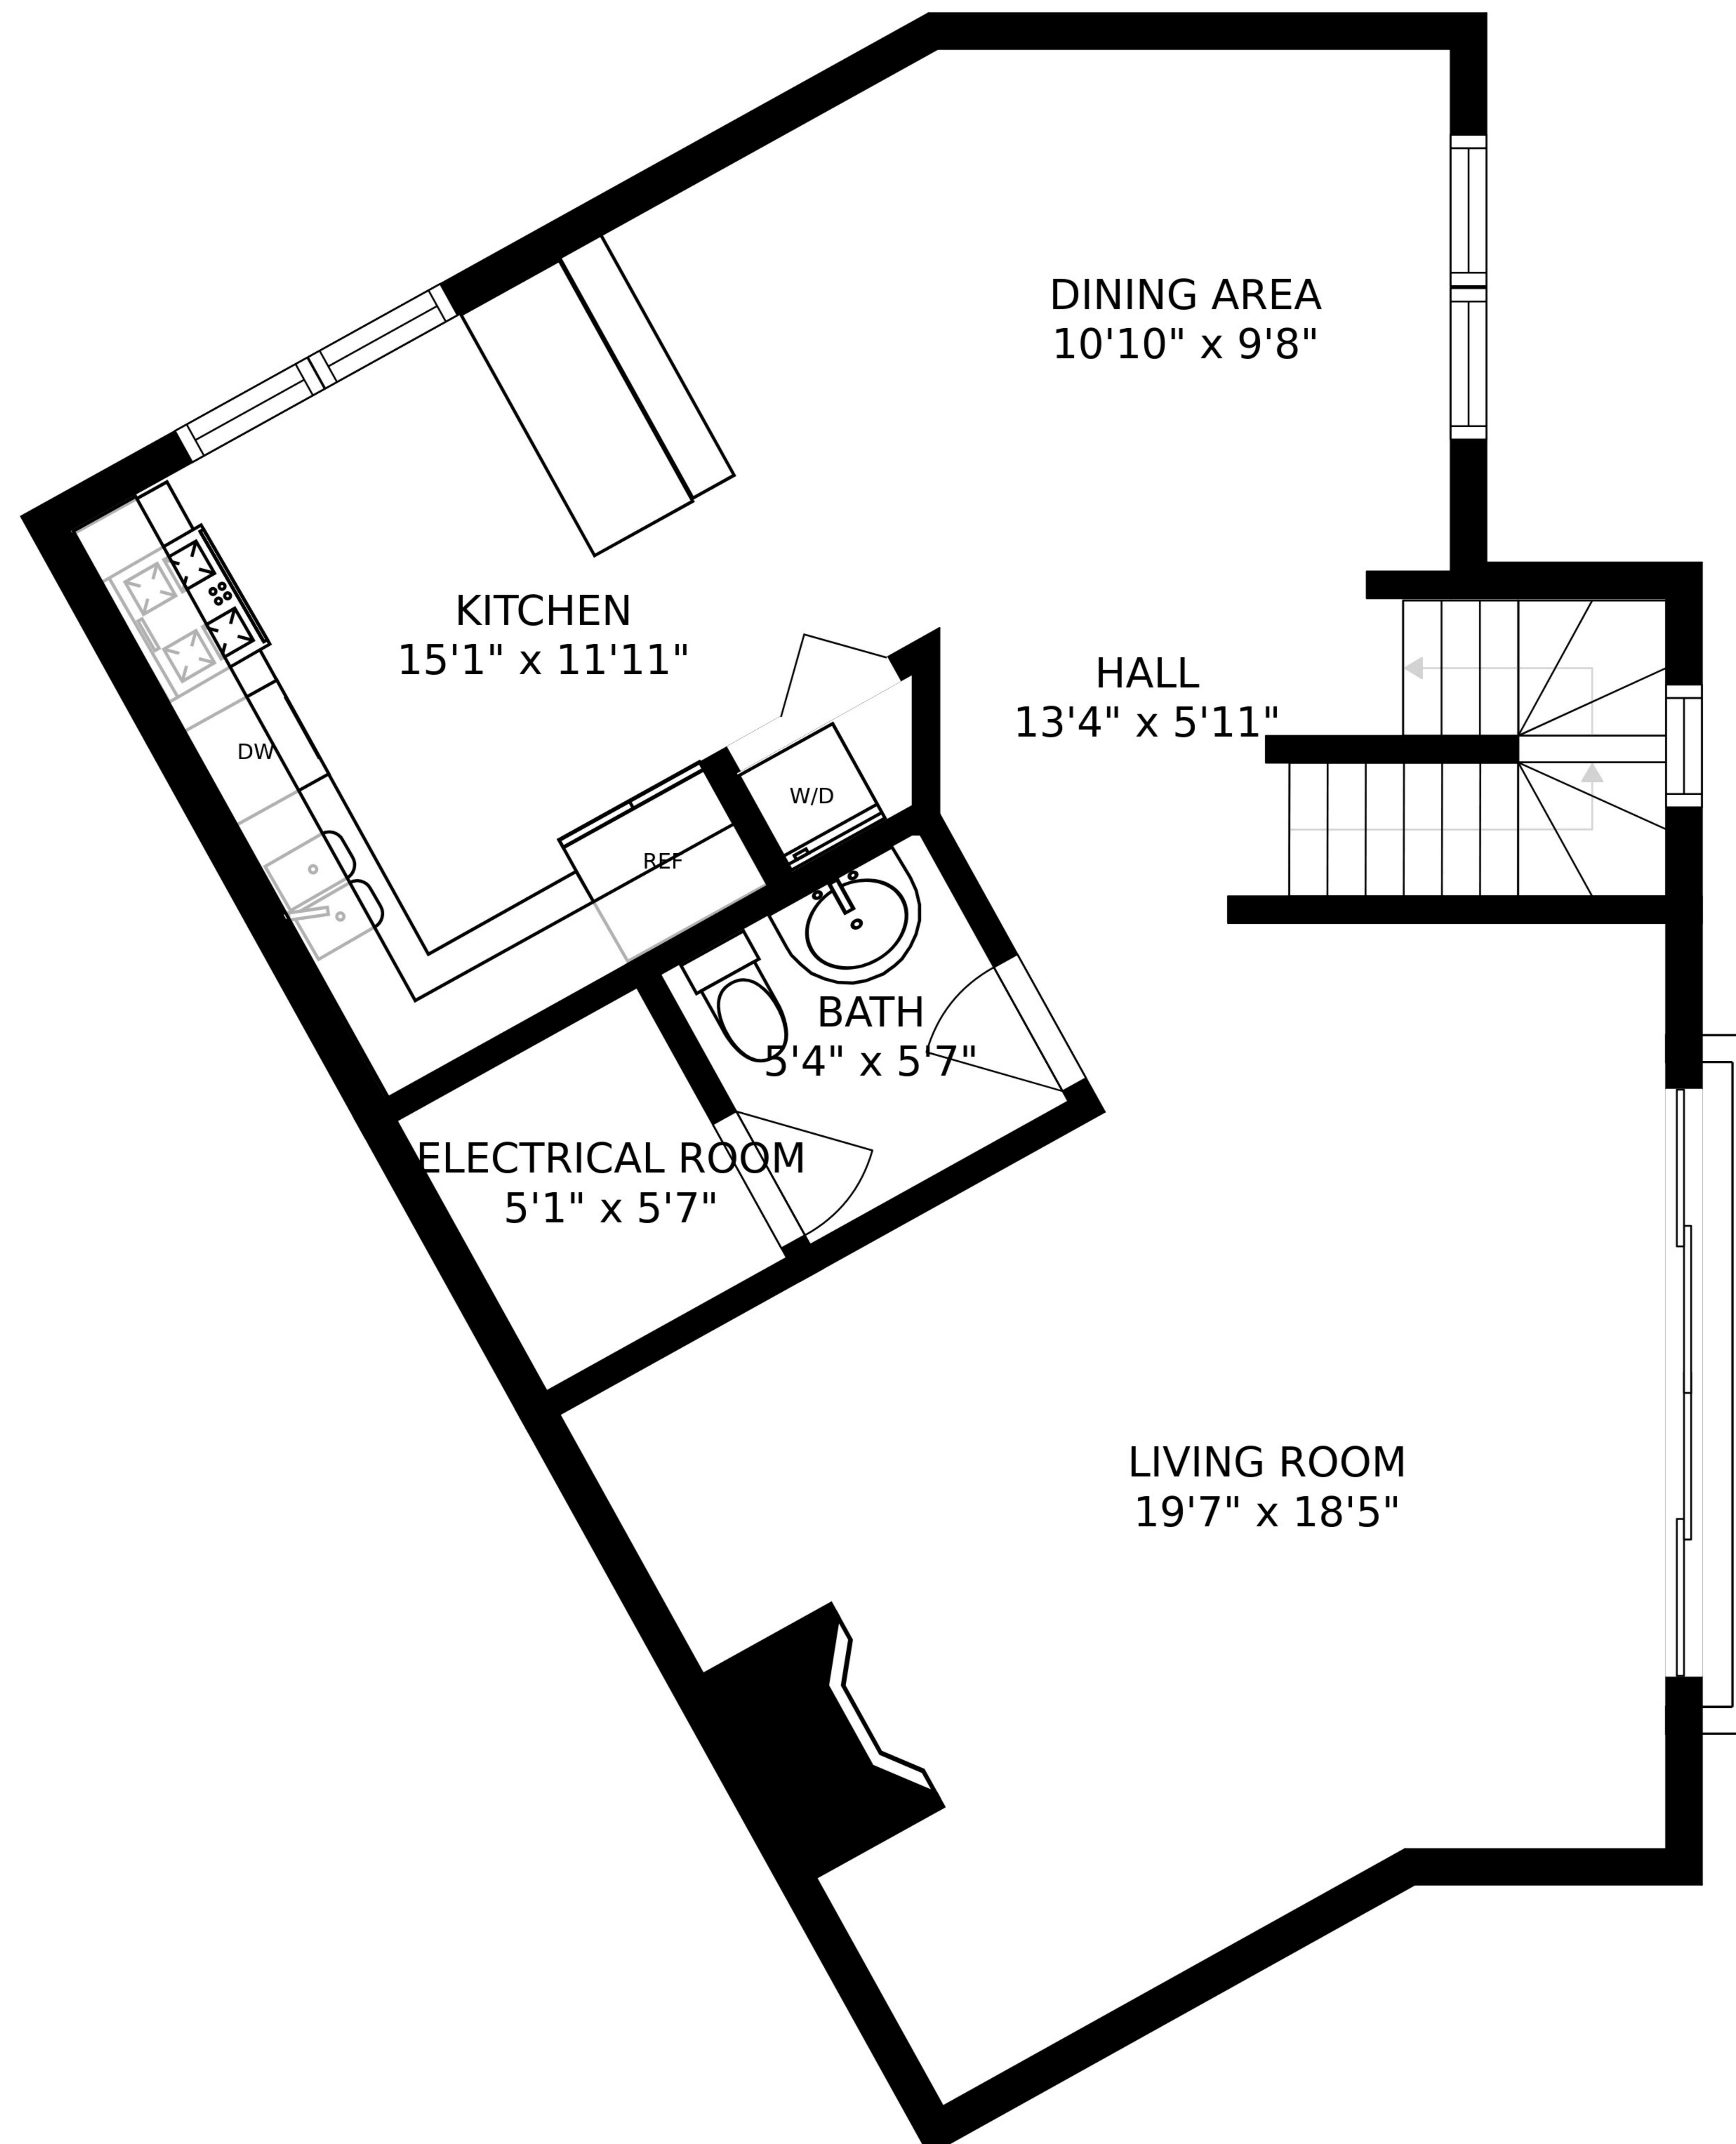 DINING AREA
10'10" x 9'8"
KITCHEN
15'1" x 11'11"
HALL
13'4" x 5'11"
DW
W/D
REF
BATH
5'4" x 5'7"
ELECTRICAL ROOM
5'1" x 5'7"
LIVING ROOM
19'7" x 18'5"